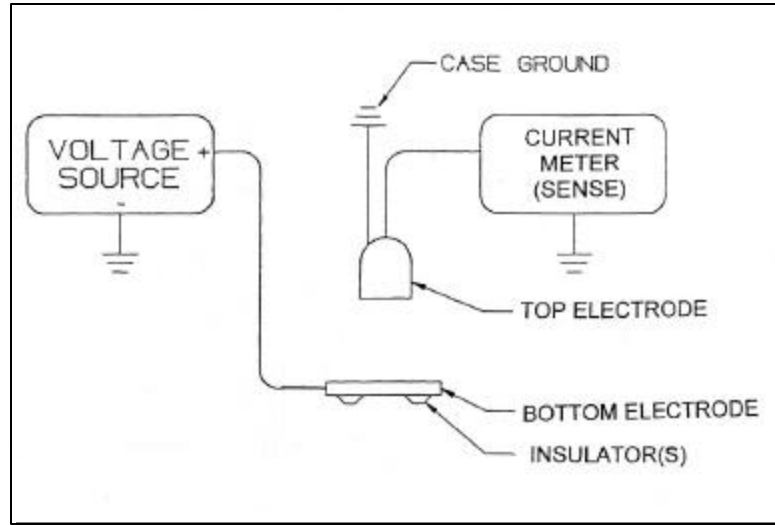 CASE GROUND
VOLTAGE +
SOURCE
-
CURRENT
METER
(SENSE)
TOP ELECTRODE
BOTTOM ELECTRODE
INSULATOR(S)